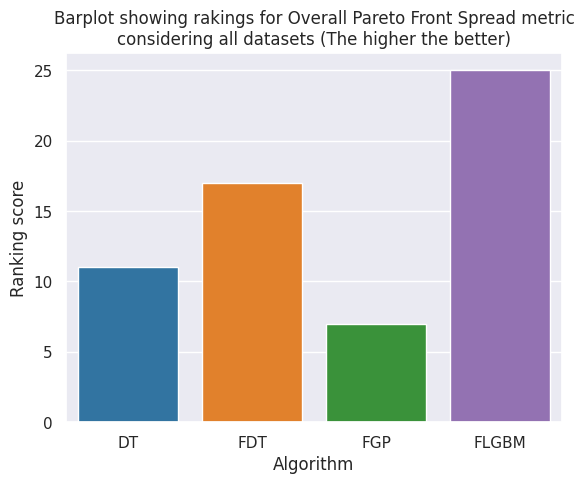 Barplot showing rakings for Overall Pareto Front Spread metric
considering all datasets (The higher the better)
25
20
15
10
5
0
Ranking score
DT FDT FGP FLGBM
Algorithm